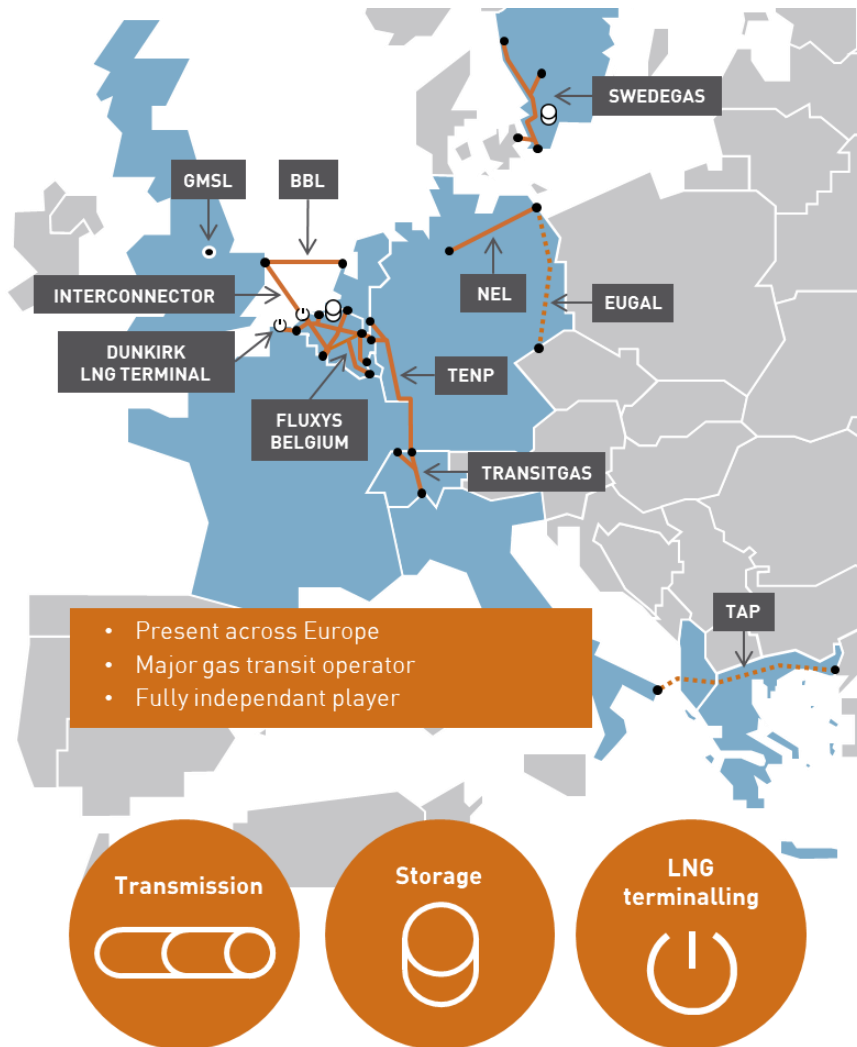 SWEDEGAS
GMSL
BBL
INTERCONNECTOR
NEL
EUGAL
DUNKIRK
LNG TERMINAL
TENP
FLUXYS
BELGIUM
TRANSITGAS
TAP
• Present across Europe
• Major gas transit operator
• Fully independant player
Transmission
Storage
LNG
terminalling